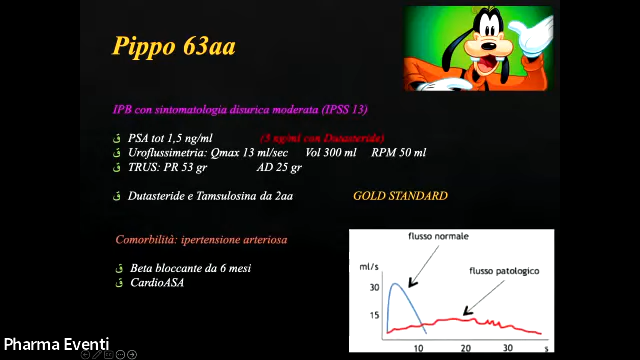 Pippo 63aa
IPB con sintomatologia disurica moderata (IPSS 13)
PSA tot 1,5 ng/ml (3 ng/ml con Dutasteride)
Uroflussimetria: Qmax 13 ml/sec Vol 300 ml RPM 50 ml
TRUS: PR 53 gr AD 25 gr
Dutasteride e Tamsulosina da 2aa GOLD STANDARD
Comorbilità: ipertensione arteriosa
Beta bloccante da 6 mesi
CardioASA
flusso normale
ml/s
flusso patologico
30
15
10 20 30 s
Pharma Eventi